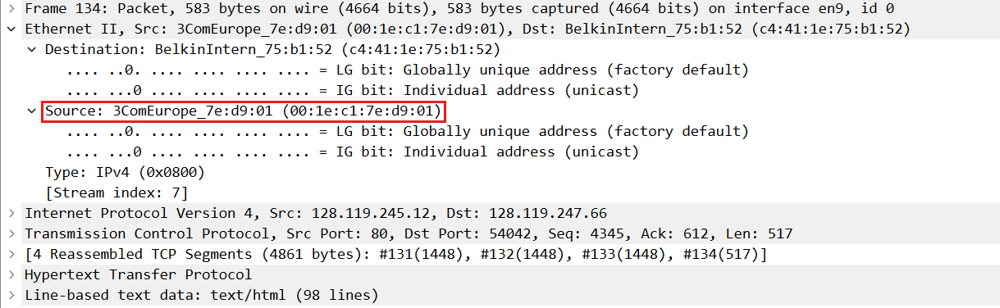 Frame 134: Packet, 583 bytes on wire (4664 bits), 583 bytes captured (4664 bits) on interface en9, id 0
Ethernet II, Src: 3ComEurope_7e:d9:01 (00:1e:c1:7e:d9:01), Dst: BelkinIntern_75:b1:52 (c4:41:1e:75:b1:52)
Destination: BelkinIntern_75:b1:52 (c4:41:1e:75:b1:52)
.... ..0. .... .... .... .... = LG bit: Globally unique address (factory default)
.... ...0 .... .... .... .... = IG bit: Individual address (unicast)
Source: 3ComEurope_7e:d9:01 (00:1e:c1:7e:d9:01)
.... ..0. .... .... .... .... = LG bit: Globally unique address (factory default)
.... ...0 .... .... .... .... = IG bit: Individual address (unicast)
Type: IPv4 (0x0800)
[Stream index: 7]
Internet Protocol Version 4, Src: 128.119.245.12, Dst: 128.119.247.66
Transmission Control Protocol, Src Port: 80, Dst Port: 54042, Seq: 4345, Ack: 612, Len: 517
[4 Reassembled TCP Segments (4861 bytes): #131(1448), #132(1448), #133(1448), #134(517)]
Hypertext Transfer Protocol
Line-based text data: text/html (98 lines)